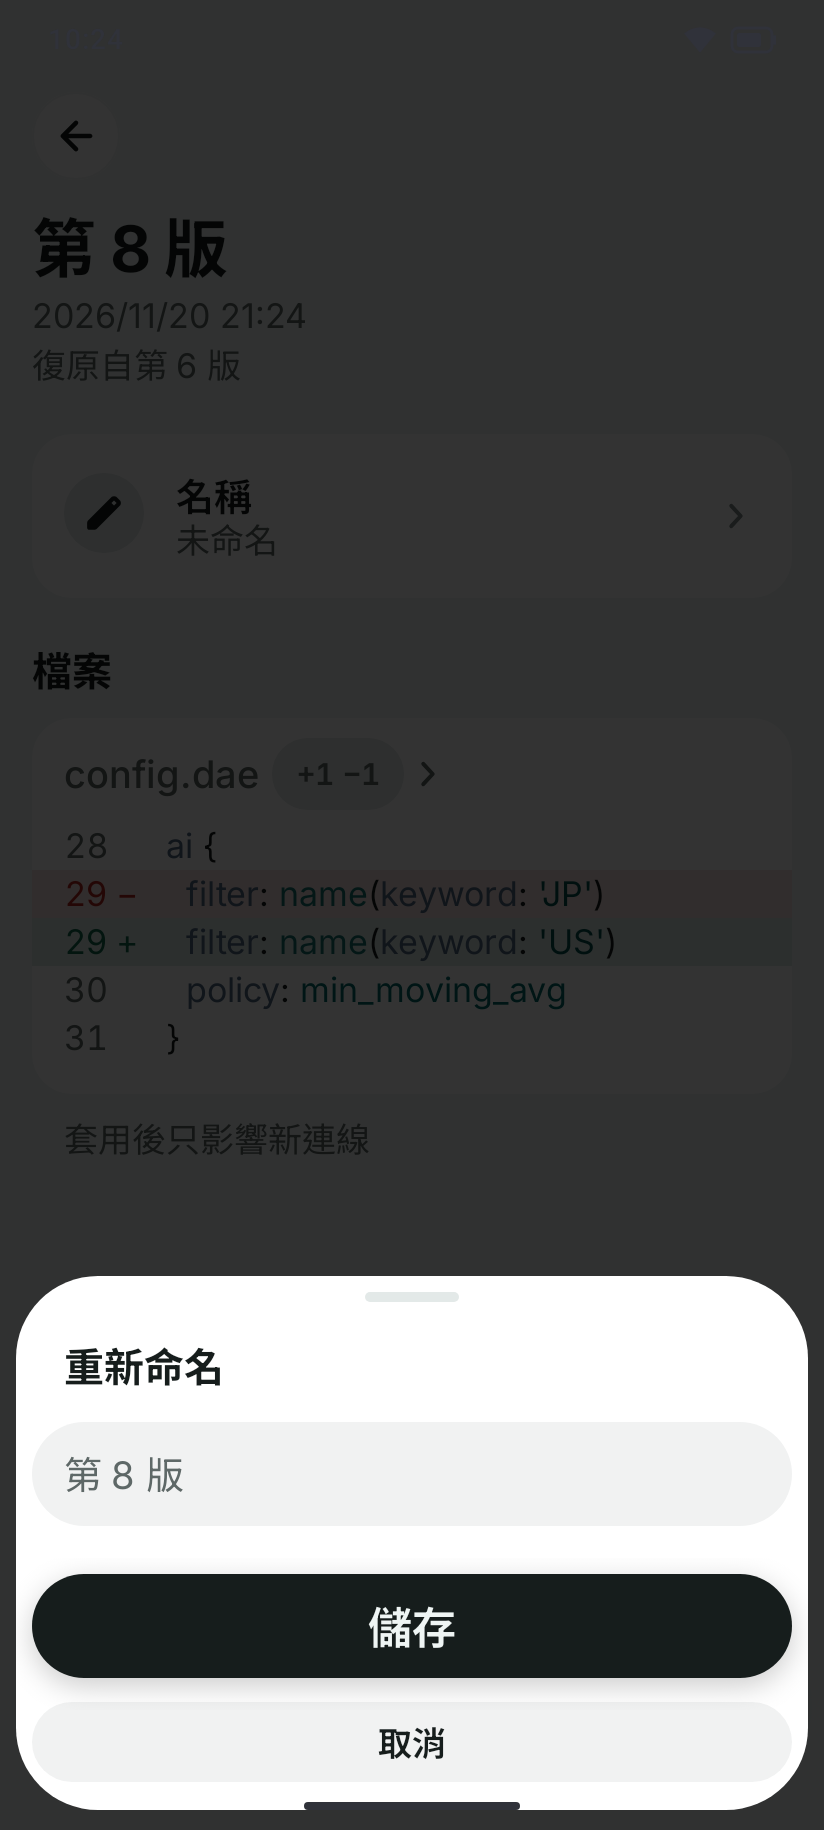 第 8 版
2026/11/20 21:24
復原自第 6 版
名稱
未命名
檔案
config.dae +1 −1
28 ai {
29 − filter: name(keyword: 'JP')
29 + filter: name(keyword: 'US')
30 policy: min_moving_avg
31 }
套用後只影響新連線
重新命名
第 8 版
儲存
取消